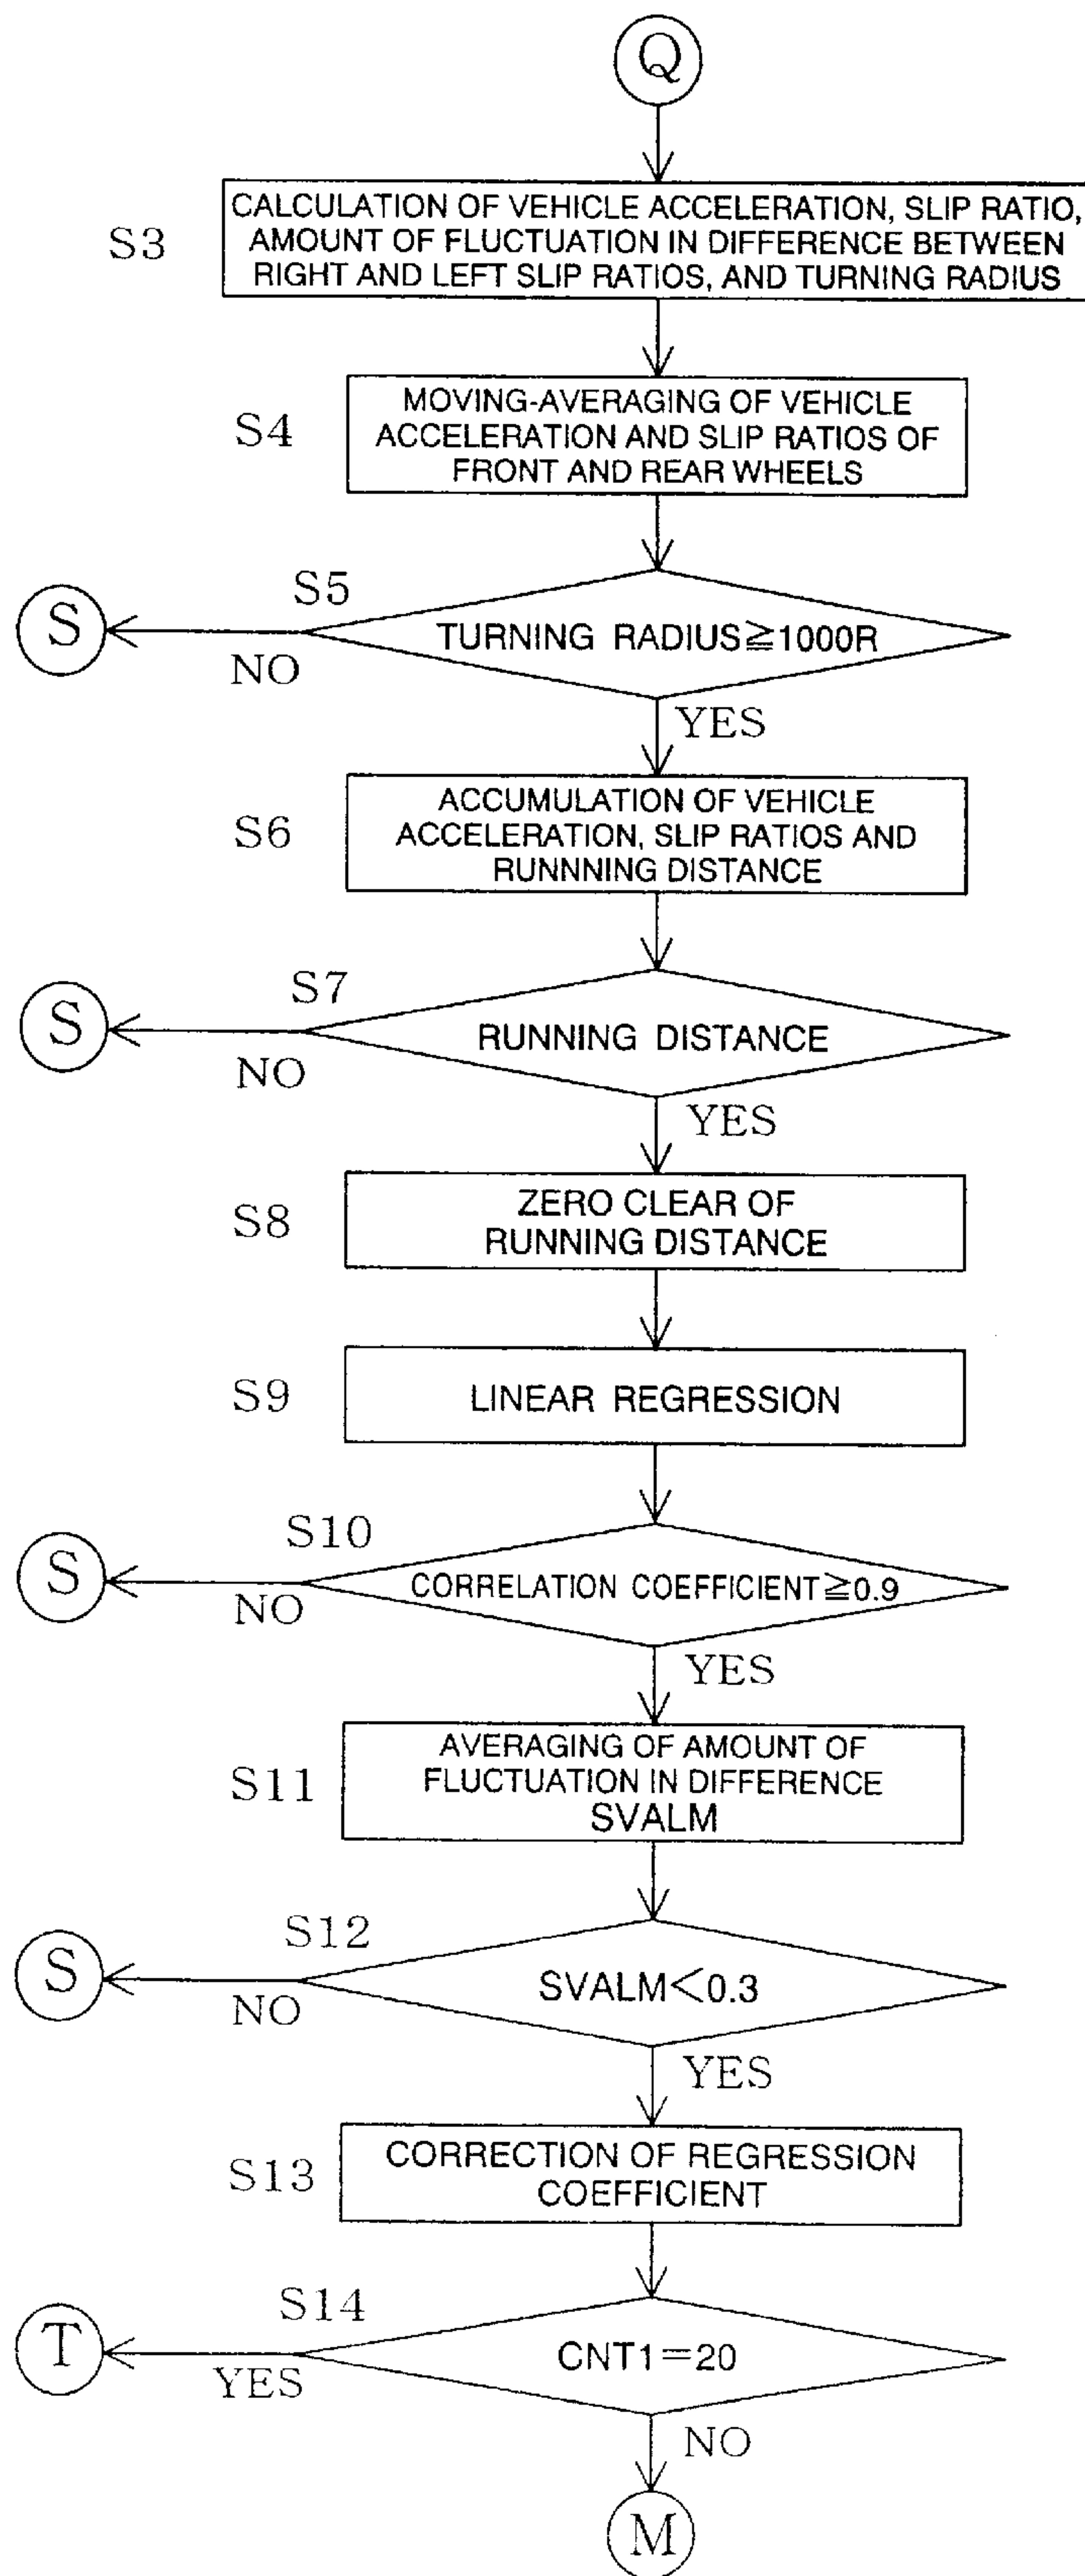 Q
S3
CALCULATION OF VEHICLE ACCELERATION, SLIP RATIO,
AMOUNT OF FLUCTUATION IN DIFFERENCE BETWEEN
RIGHT AND LEFT SLIP RATIOS, AND TURNING RADIUS
S4
MOVING-AVERAGING OF VEHICLE
ACCELERATION AND SLIP RATIOS OF
FRONT AND REAR WHEELS
S5
S
NO
TURNING RADIUS≧1000R
YES
S6
ACCUMULATION OF VEHICLE
ACCELERATION, SLIP RATIOS AND
RUNNNING DISTANCE
S7
S
NO
RUNNING DISTANCE
YES
S8
ZERO CLEAR OF
RUNNING DISTANCE
S9
LINEAR REGRESSION
S10
S
NO
CORRELATION COEFFICIENT≧0.9
YES
S11
AVERAGING OF AMOUNT OF
FLUCTUATION IN DIFFERENCE
SVALM
S12
S
NO
SVALM<0.3
YES
S13
CORRECTION OF REGRESSION
COEFFICIENT
S14
T
YES
CNT1=20
NO
M